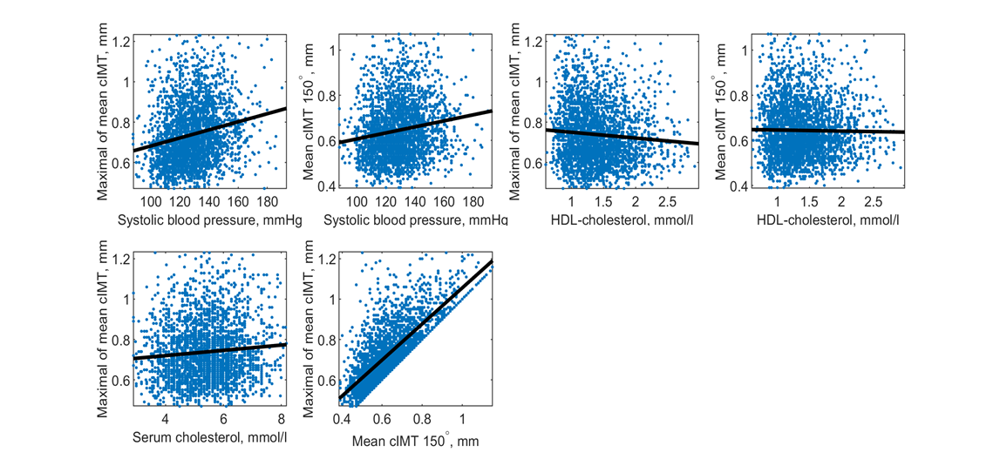 Maximal of mean cIMT, mm
1.2
1
0.8
0.6
100 120 140 160 180
Systolic blood pressure, mmHg
Mean cIMT 150°, mm
1
0.8
0.6
0.4
100 120 140 160 180
Systolic blood pressure, mmHg
Maximal of mean cIMT, mm
1.2
1
0.8
0.6
1 1.5 2 2.5
HDL-cholesterol, mmol/l
Mean cIMT 150°, mm
1
0.8
0.6
0.4
1 1.5 2 2.5
HDL-cholesterol, mmol/l
Maximal of mean cIMT, mm
1.2
1
0.8
0.6
4 6 8
Serum cholesterol, mmol/l
Maximal of mean cIMT, mm
1.2
1
0.8
0.6
0.4 0.6 0.8 1
Mean cIMT 150°, mm